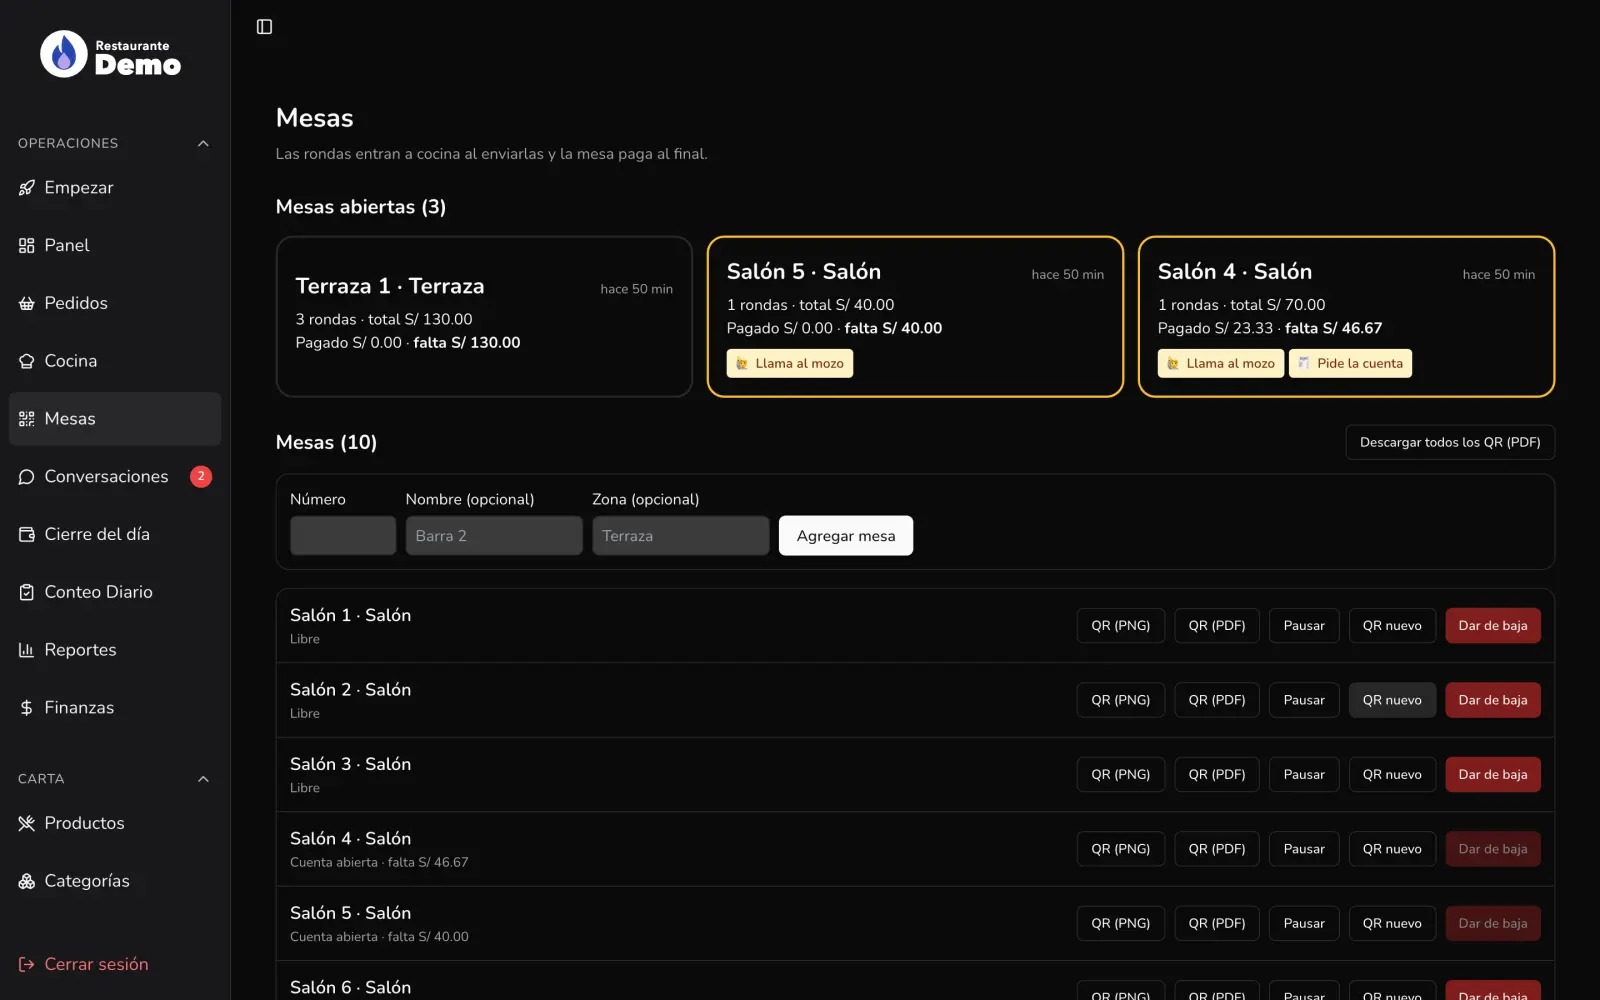 Restaurante
Demo
OPERACIONES
Empezar
Panel
Pedidos
Cocina
Mesas
Conversaciones 2
Cierre del día
Conteo Diario
Reportes
Finanzas
CARTA
Productos
Categorías
Cerrar sesión
Mesas
Las rondas entran a cocina al enviarlas y la mesa paga al final.
Mesas abiertas (3)
Terraza 1 · Terraza hace 50 min
3 rondas · total S/ 130.00
Pagado S/ 0.00 · falta S/ 130.00
Salón 5 · Salón hace 50 min
1 rondas · total S/ 40.00
Pagado S/ 0.00 · falta S/ 40.00
Llama al mozo
Salón 4 · Salón hace 50 min
1 rondas · total S/ 70.00
Pagado S/ 23.33 · falta S/ 46.67
Llama al mozo Pide la cuenta
Mesas (10) Descargar todos los QR (PDF)
Número Nombre (opcional) Zona (opcional)
Barra 2 Terraza Agregar mesa
Salón 1 · Salón
Libre
QR (PNG) QR (PDF) Pausar QR nuevo Dar de baja
Salón 2 · Salón
Libre
QR (PNG) QR (PDF) Pausar QR nuevo Dar de baja
Salón 3 · Salón
Libre
QR (PNG) QR (PDF) Pausar QR nuevo Dar de baja
Salón 4 · Salón
Cuenta abierta · falta S/ 46.67
QR (PNG) QR (PDF) Pausar QR nuevo Dar de baja
Salón 5 · Salón
Cuenta abierta · falta S/ 40.00
QR (PNG) QR (PDF) Pausar QR nuevo Dar de baja
Salón 6 · Salón
QR (PNG) QR (PDF) Pausar QR nuevo Dar de baja